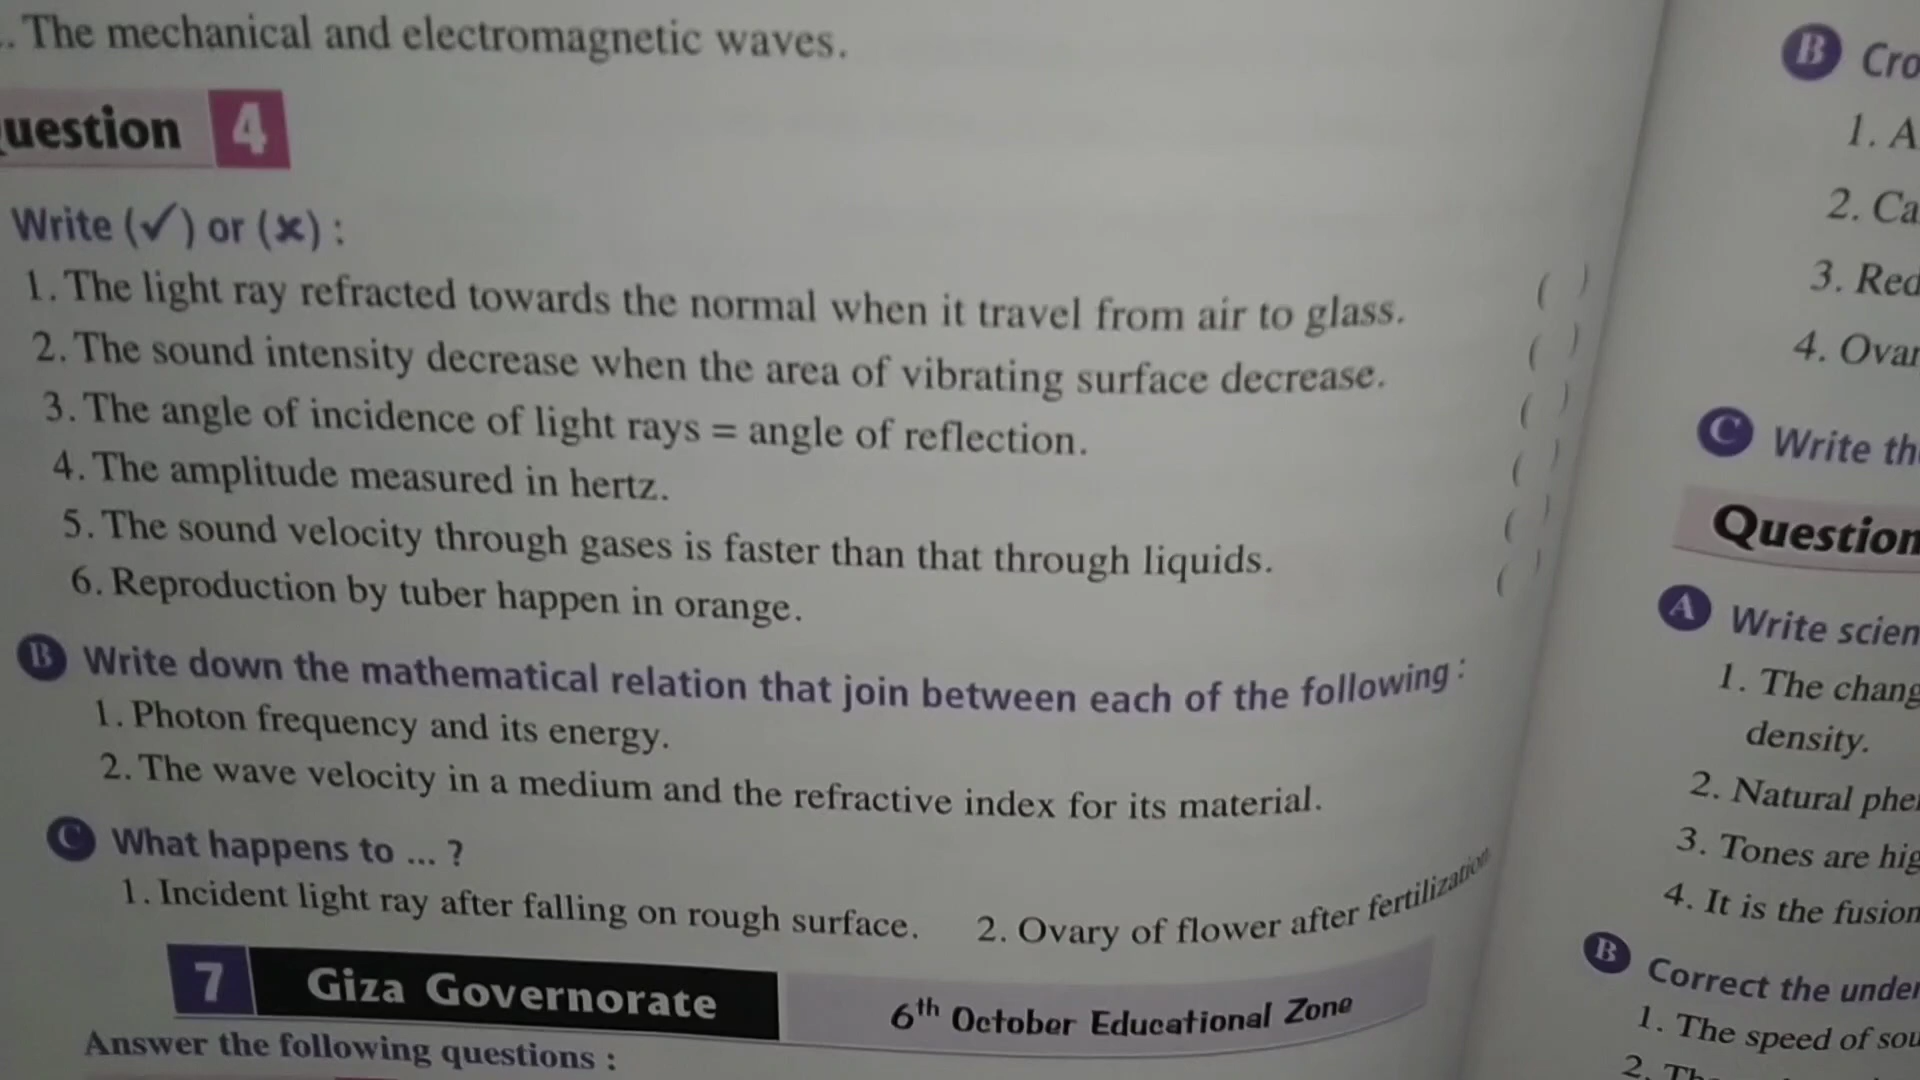 . The mechanical and electromagnetic waves.
uestion 4
Write (✓) or (✗) :
1. The light ray refracted towards the normal when it travel from air to glass. ( )
2. The sound intensity decrease when the area of vibrating surface decrease. ( )
3. The angle of incidence of light rays = angle of reflection. ( )
4. The amplitude measured in hertz. ( )
5. The sound velocity through gases is faster than that through liquids. ( )
6. Reproduction by tuber happen in orange. ( )
B Write down the mathematical relation that join between each of the following :
1. Photon frequency and its energy.
2. The wave velocity in a medium and the refractive index for its material.
C What happens to ... ?
1. Incident light ray after falling on rough surface. 2. Ovary of flower after fertilization
7 Giza Governorate 6th October Educational Zone
Answer the following questions :
B Cro
1. A
2. Ca
3. Red
4. Ovar
C Write th
Question
A Write scien
1. The chang
density.
2. Natural phe
3. Tones are hig
4. It is the fusion
B Correct the under
1. The speed of sou
2. Th